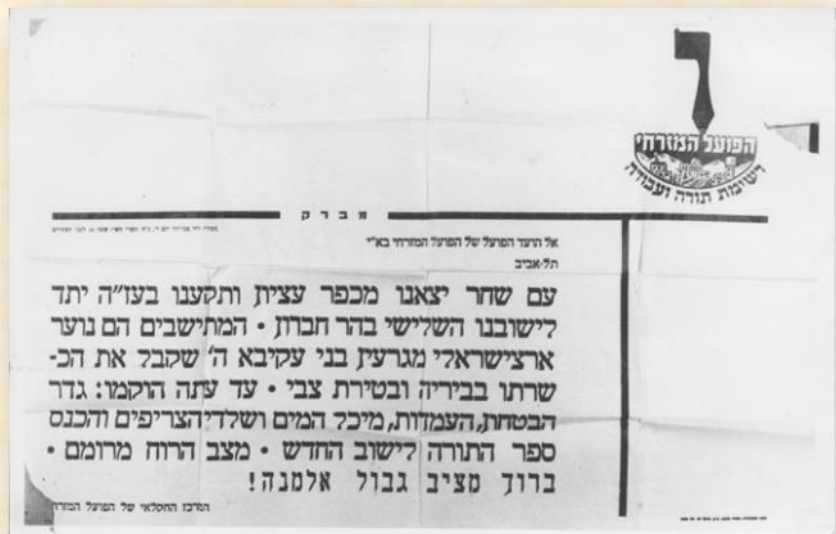 ד
הפועל המזרחי
רשימת תורה ועבודה
מברק
אל הועד הפועל של הפועל המזרחי בא"י
תל-אביב
עם שחר יצאנו מכפר עציון ותקענו בעז"ה יתד
לישובנו השלישי בהר חברון • המתישבים הם נוער
ארצישראלי מגרעין בני עקיבא ה' שקבל את הכ-
שרתו בביריה ובטירת צבי • עד עתה הוקמו: גדר
הבטחון, העמדות, מיכל המים ושלדי הצריפים והכנס
ספר התורה לישוב החדש • מצב הרוח מרומם •
ברוך מציב גבול אלמנה!
המרכז החקלאי של הפועל המזרחי